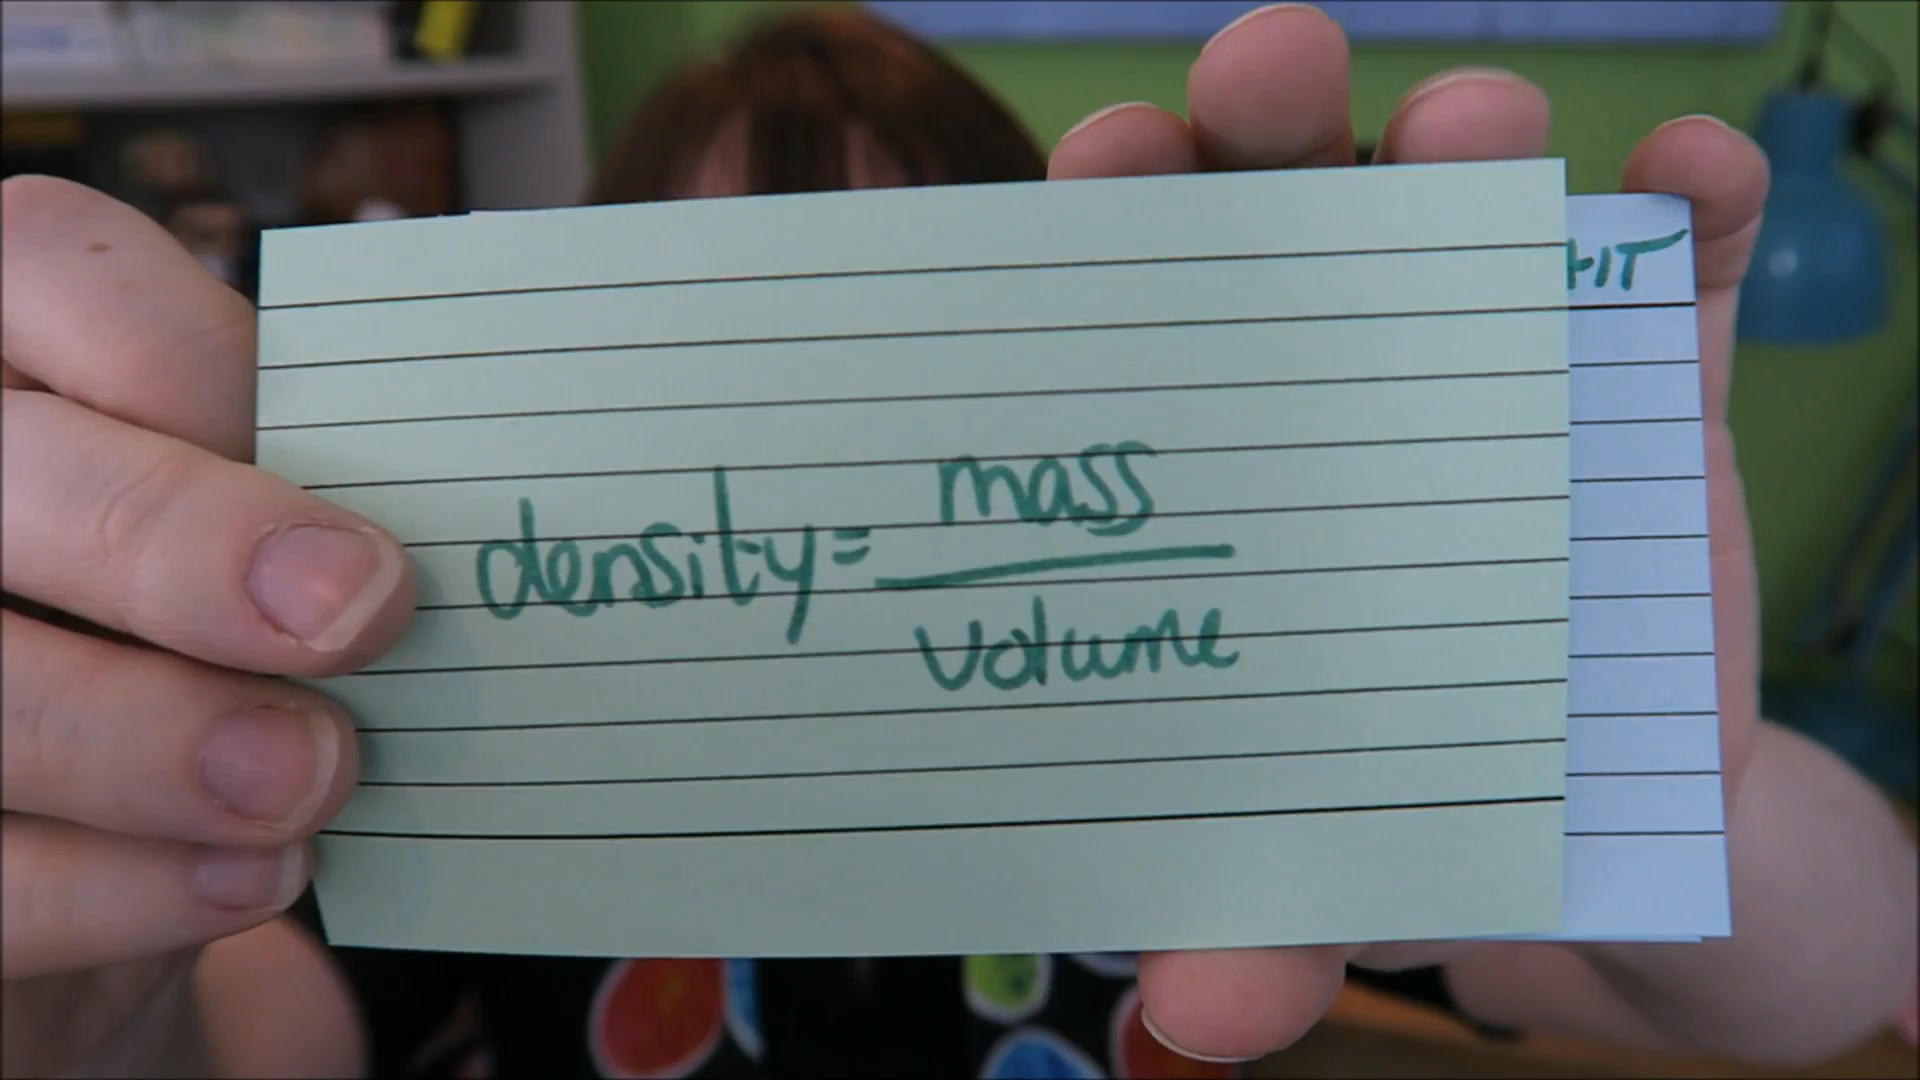 density = mass
volume